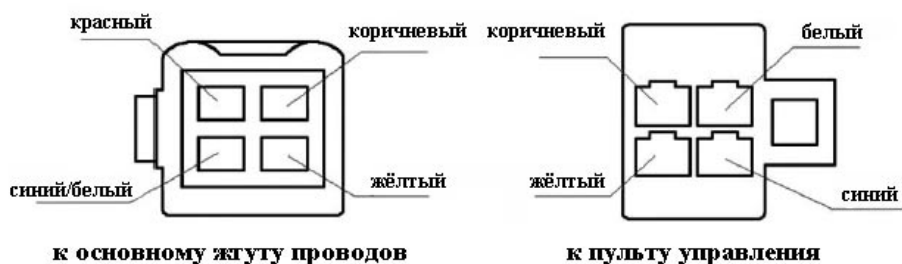 красный
коричневый
синий/белый
жёлтый
к основному жгуту проводов
коричневый
белый
жёлтый
синий
к пульту управления